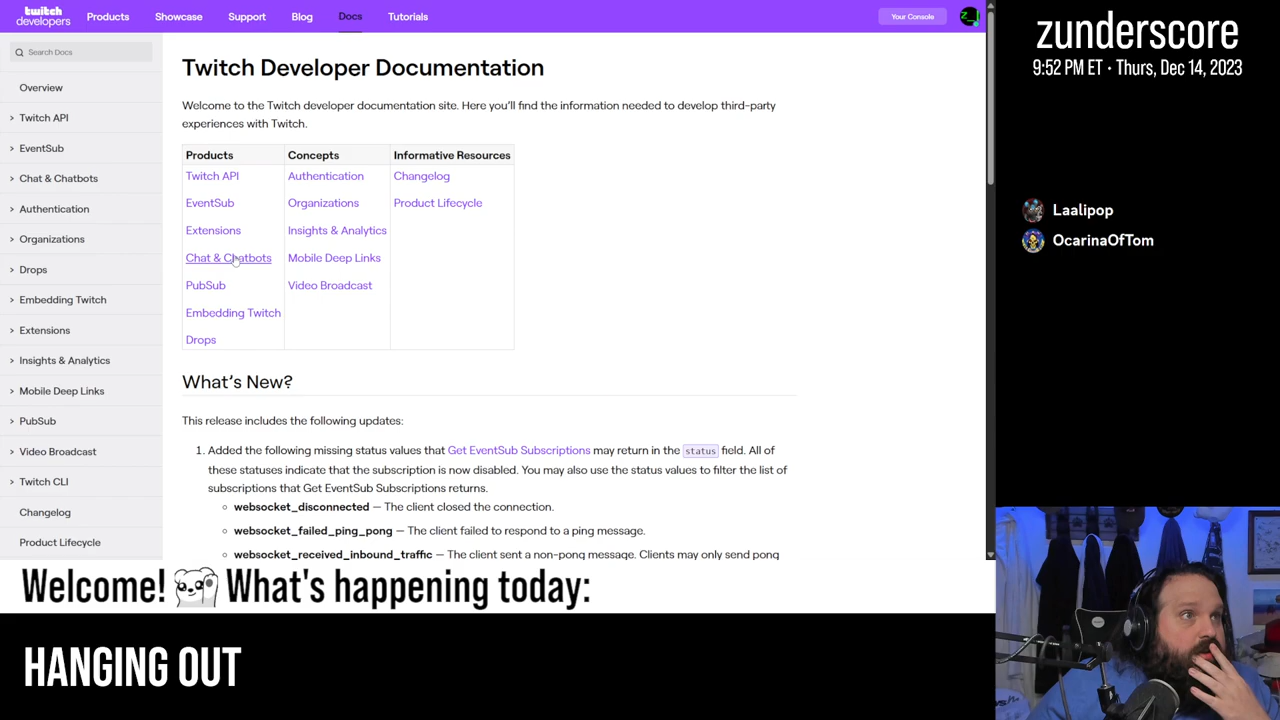 twitch
developers
Products
Showcase
Support
Blog
Docs
Tutorials
Your Console
Search Docs
Overview
Twitch API
EventSub
Chat & Chatbots
Authentication
Organizations
Drops
Embedding Twitch
Extensions
Insights & Analytics
Mobile Deep Links
PubSub
Video Broadcast
Twitch CLI
Changelog
Product Lifecycle
Twitch Developer Documentation
Welcome to the Twitch developer documentation site. Here you'll find the information needed to develop third-party
experiences with Twitch.
Products Concepts Informative Resources
Twitch API Authentication Changelog
EventSub Organizations Product Lifecycle
Extensions Insights & Analytics
Chat & Chatbots Mobile Deep Links
PubSub Video Broadcast
Embedding Twitch
Drops
What's New?
This release includes the following updates:
1. Added the following missing status values that Get EventSub Subscriptions may return in the status field. All of
these statuses indicate that the subscription is now disabled. You may also use the status values to filter the list of
subscriptions that Get EventSub Subscriptions returns.
websocket_disconnected — The client closed the connection.
websocket_failed_ping_pong — The client failed to respond to a ping message.
websocket_received_inbound_traffic — The client sent a non-pong message. Clients may only send pong
zunderscore
9:52 PM ET • Thurs, Dec 14, 2023
Laalipop
OcarinaOfTom
Welcome! What's happening today:
HANGING OUT